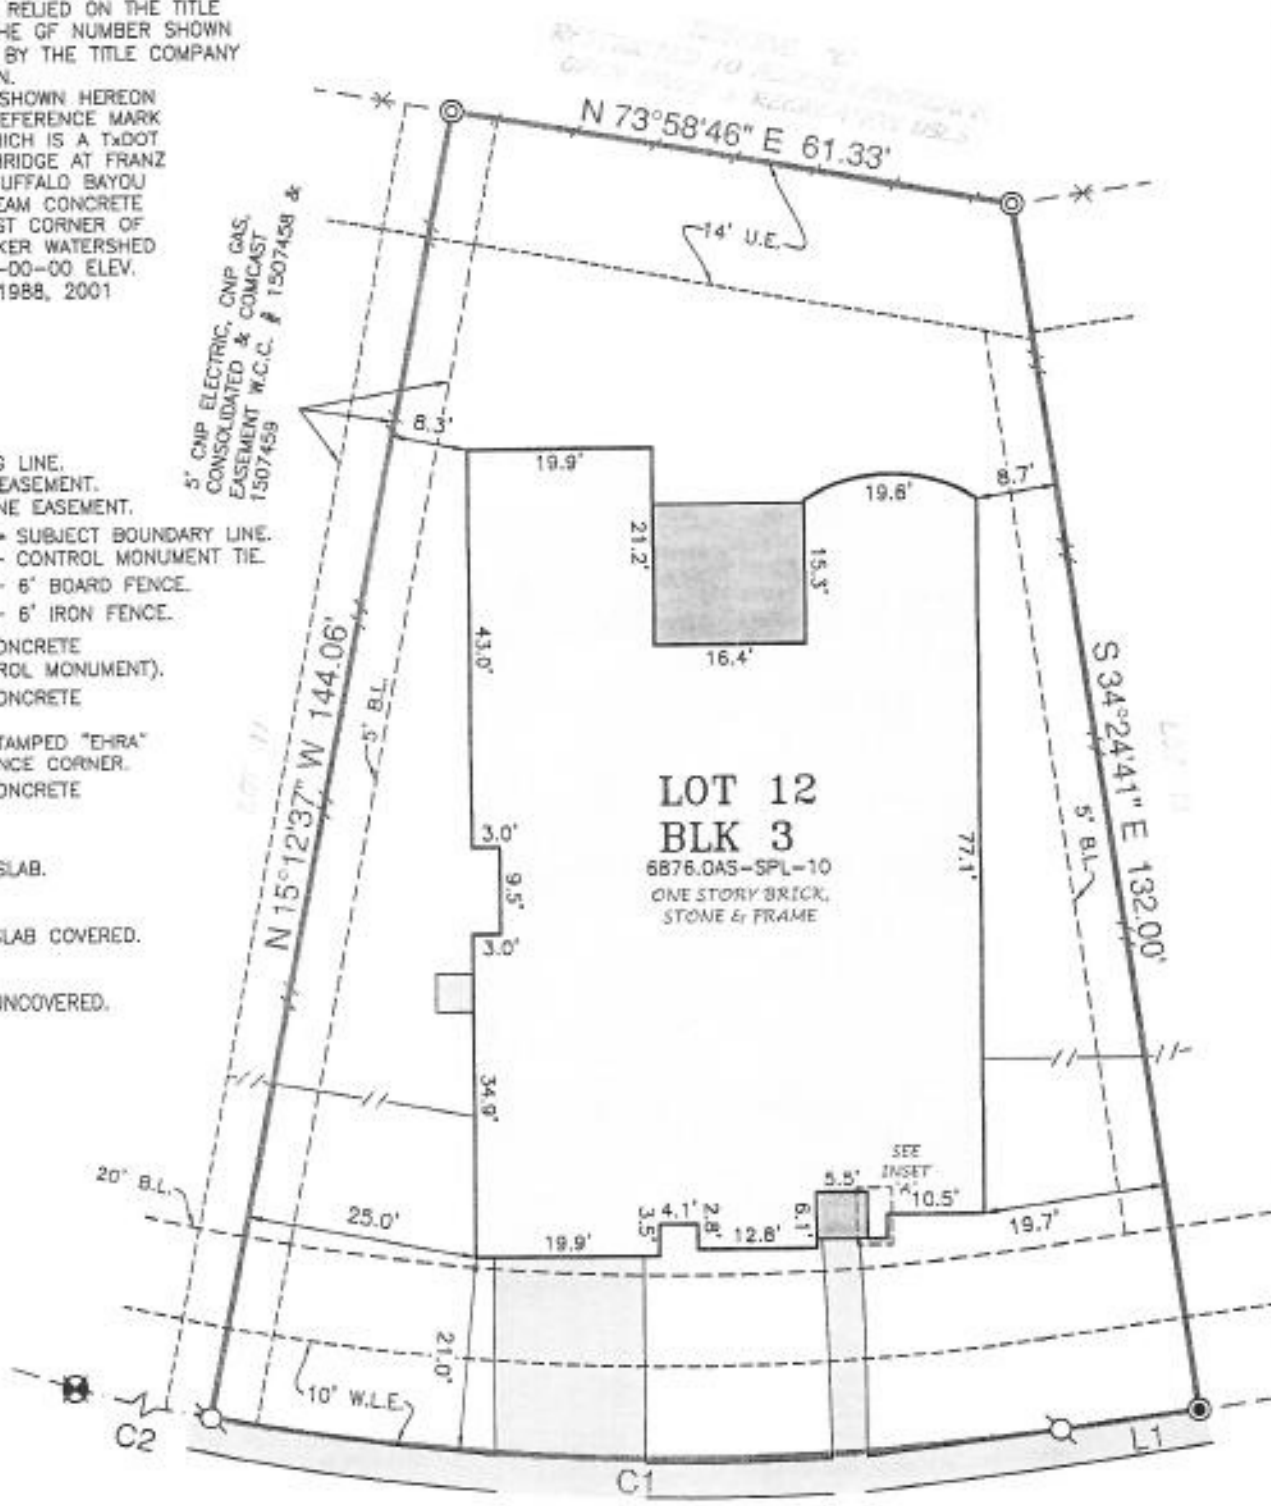 RELIED ON THE TITLE
HE GF NUMBER SHOWN
BY THE TITLE COMPANY
N.
SHOWN HEREON
EFERENCE MARK
HICH IS A TxDOT
BRIDGE AT FRANZ
UFFALO BAYOU
EAM CONCRETE
ST CORNER OF
KER WATERSHED
-00-00 ELEV.
1988, 2001
N 73°58'46" E 61.33'
14' U.E.
5' CNP ELECTRIC, CNP GAS,
CONSOLIDATED & COMCAST
EASEMENT W.C.C. # 1507458 &
1507459
8.3'
19.9'
19.6'
8.7'
G LINE.
EASEMENT.
NE EASEMENT.
SUBJECT BOUNDARY LINE.
- CONTROL MONUMENT TIE.
- 6' BOARD FENCE.
- 6' IRON FENCE.
ONCRETE
ROL MONUMENT).
ONCRETE
TAMPED "EHRA"
NCE CORNER.
ONCRETE
SLAB.
SLAB COVERED.
UNCOVERED.
21.2'
15.3'
16.4'
43.0'
N 15°12'37" W 144.06'
5' B.L.
S 34°24'41" E 132.00'
5' B.L.
LOT 12
BLK 3
6876.0AS-SPL-10
ONE STORY BRICK,
STONE & FRAME
77.1'
3.0'
9.5'
3.0'
34.9'
20' B.L.
25.0'
19.9'
3.5'
4.1'
2.8'
12.8'
6.1'
5.5'
SEE
INSET
"A"
10.5'
19.7'
21.0'
10' W.L.E.
C2
C1
L1